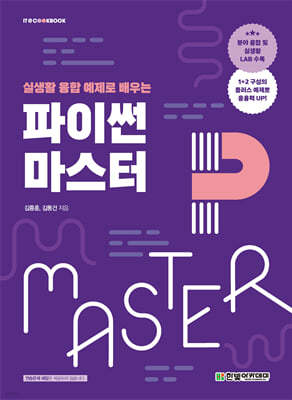 IT COOKBOOK
분야 융합 및
실생활
LAB 수록
1+2 구성의
플러스 예제로
응용력 UP!
실생활 융합 예제로 배우는
파이썬
마스터
김종훈, 김동건 지음
MASTER
한빛아카데미